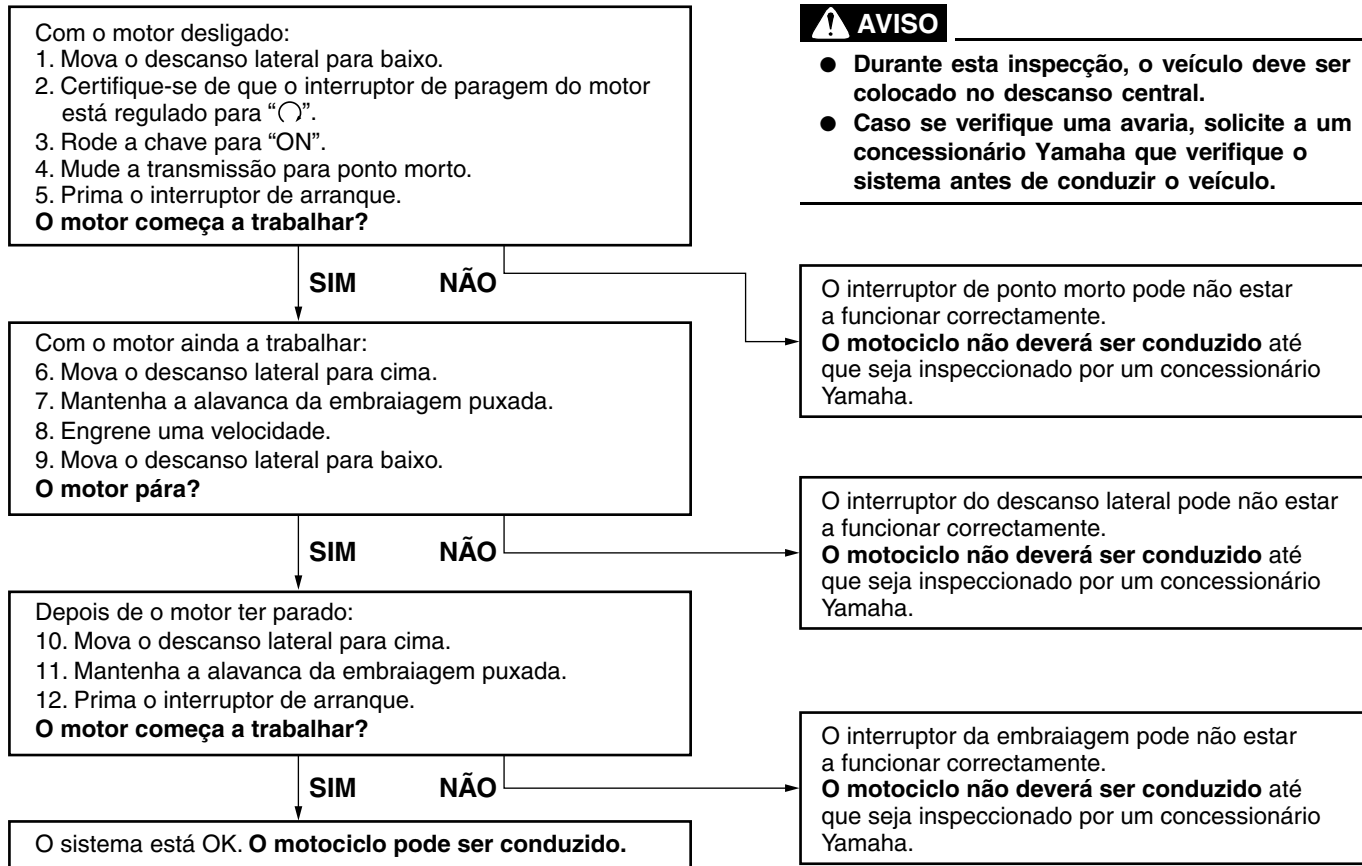 Com o motor desligado:
1. Mova o descanso lateral para baixo.
2. Certifique-se de que o interruptor de paragem do motor
está regulado para “ ”.
3. Rode a chave para “ON”.
4. Mude a transmissão para ponto morto.
5. Prima o interruptor de arranque.
O motor começa a trabalhar?
AVISO
● Durante esta inspecção, o veículo deve ser
colocado no descanso central.
● Caso se verifique uma avaria, solicite a um
concessionário Yamaha que verifique o
sistema antes de conduzir o veículo.
SIM NÃO
O interruptor de ponto morto pode não estar
a funcionar correctamente.
O motociclo não deverá ser conduzido até
que seja inspeccionado por um concessionário
Yamaha.
Com o motor ainda a trabalhar:
6. Mova o descanso lateral para cima.
7. Mantenha a alavanca da embraiagem puxada.
8. Engrene uma velocidade.
9. Mova o descanso lateral para baixo.
O motor pára?
SIM NÃO
O interruptor do descanso lateral pode não estar
a funcionar correctamente.
O motociclo não deverá ser conduzido até
que seja inspeccionado por um concessionário
Yamaha.
Depois de o motor ter parado:
10. Mova o descanso lateral para cima.
11. Mantenha a alavanca da embraiagem puxada.
12. Prima o interruptor de arranque.
O motor começa a trabalhar?
SIM NÃO
O interruptor da embraiagem pode não estar
a funcionar correctamente.
O motociclo não deverá ser conduzido até
que seja inspeccionado por um concessionário
Yamaha.
O sistema está OK. O motociclo pode ser conduzido.